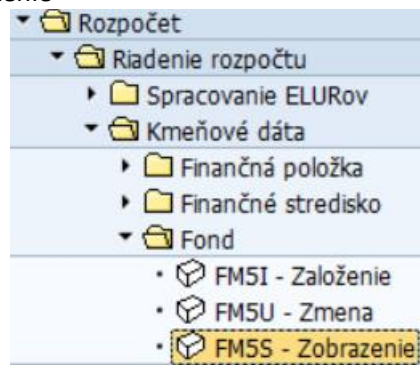 Rozpočet
Riadenie rozpočtu
Spracovanie ELURov
Kmeňové dáta
Finančná položka
Finančné stredisko
Fond
FM5I - Založenie
FM5U - Zmena
FM5S - Zobrazenie